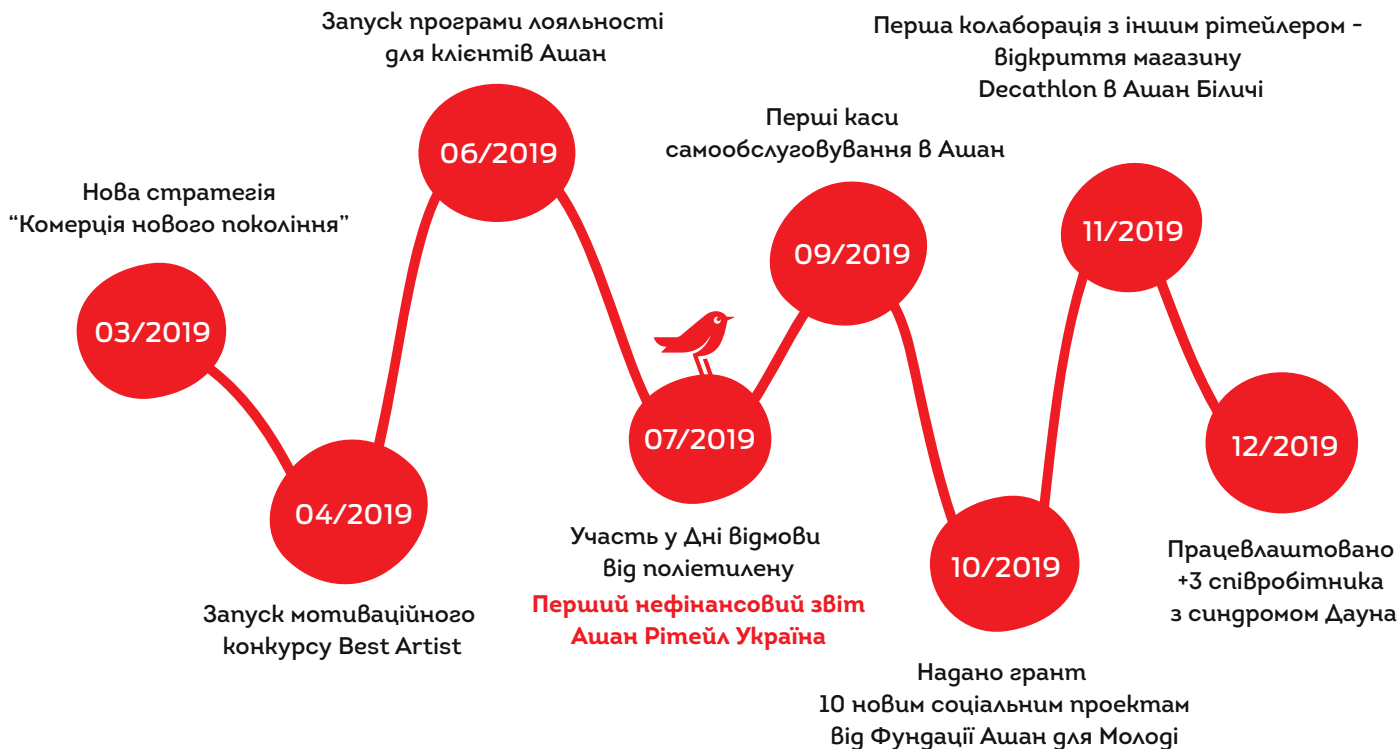 Нова стратегія
“Комерція нового покоління”
03/2019
04/2019
Запуск мотиваційного
конкурсу Best Artist
Запуск програми лояльності
для клієнтів Ашан
06/2019
07/2019
Участь у Дні відмови
від поліетилену
Перший нефінансовий звіт
Ашан Рітейл Україна
Перші каси
самообслуговування в Ашан
09/2019
10/2019
Надано грант
10 новим соціальним проектам
від Фундації Ашан для Молоді
Перша колаборація з іншим рітейлером -
відкриття магазину
Decathlon в Ашан Біличі
11/2019
12/2019
Працевлаштовано
+3 співробітника
з синдромом Дауна